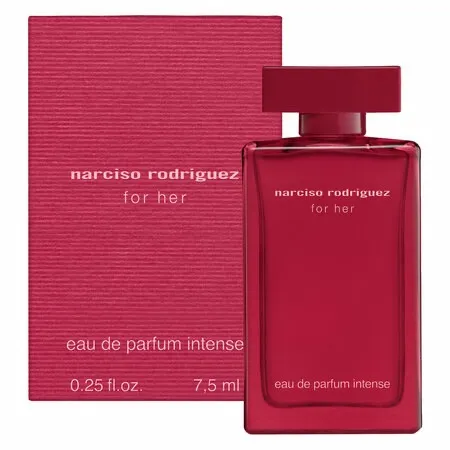 narciso rodriguez
for her
eau de parfum intense
0.25 fl.oz. 7,5 ml
narciso rodriguez
for her
eau de parfum intense